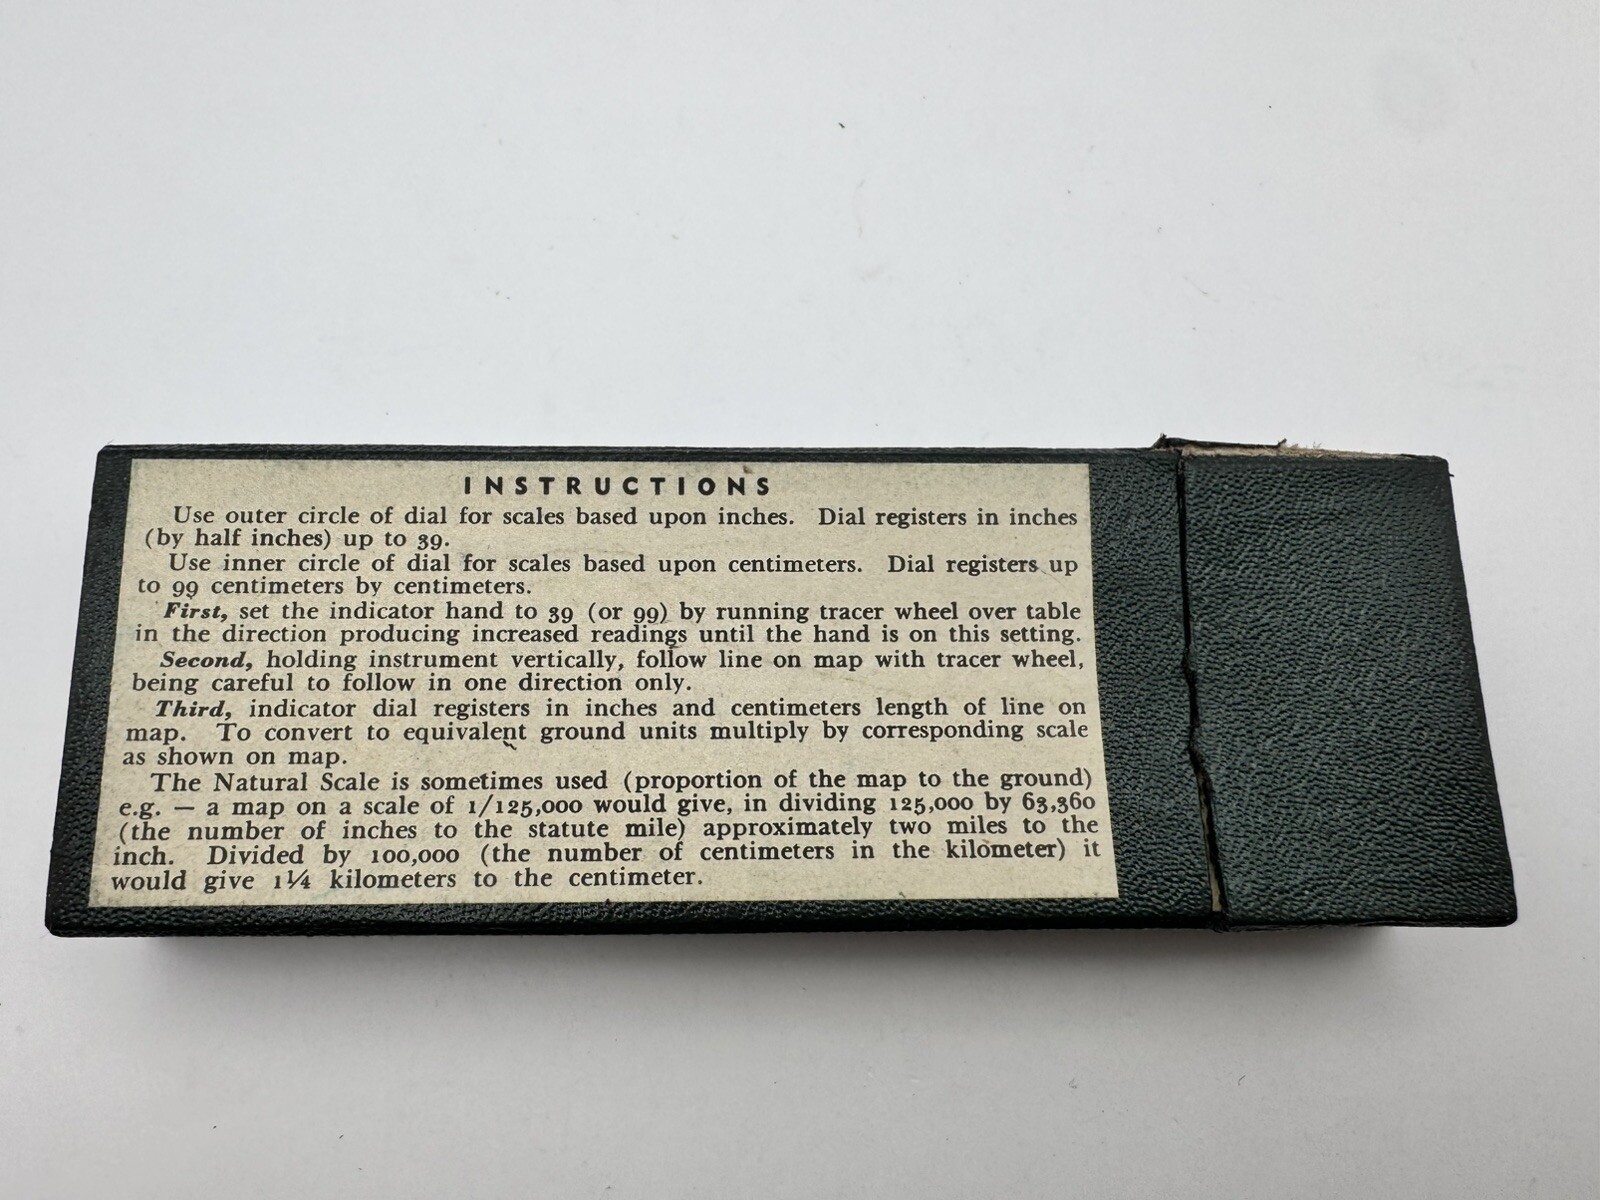 INSTRUCTIONS
Use outer circle of dial for scales based upon inches. Dial registers in inches
(by half inches) up to 39.
Use inner circle of dial for scales based upon centimeters. Dial registers up
to 99 centimeters by centimeters.
First, set the indicator hand to 39 (or 99) by running tracer wheel over table
in the direction producing increased readings until the hand is on this setting.
Second, holding instrument vertically, follow line on map with tracer wheel,
being careful to follow in one direction only.
Third, indicator dial registers in inches and centimeters length of line on
map. To convert to equivalent ground units multiply by corresponding scale
as shown on map.
The Natural Scale is sometimes used (proportion of the map to the ground)
e.g. — a map on a scale of 1/125,000 would give, in dividing 125,000 by 63,360
(the number of inches to the statute mile) approximately two miles to the
inch. Divided by 100,000 (the number of centimeters in the kilometer) it
would give 1¼ kilometers to the centimeter.